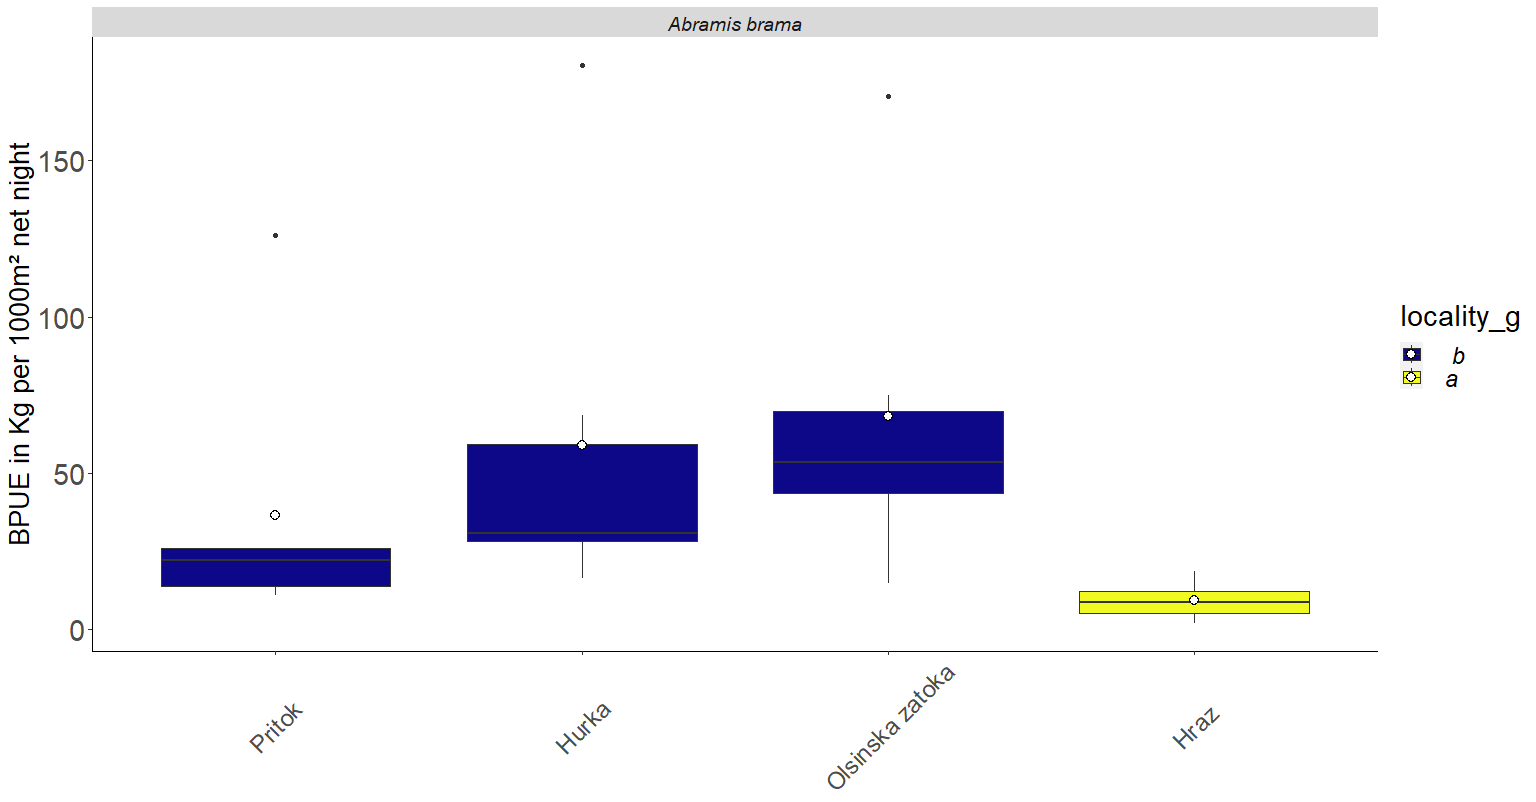 Abramis brama
BPUE in Kg per 1000m² net night
150
100
50
0
Pritok
Hurka
Olsinska zatoka
Hraz
locality_g
b
a